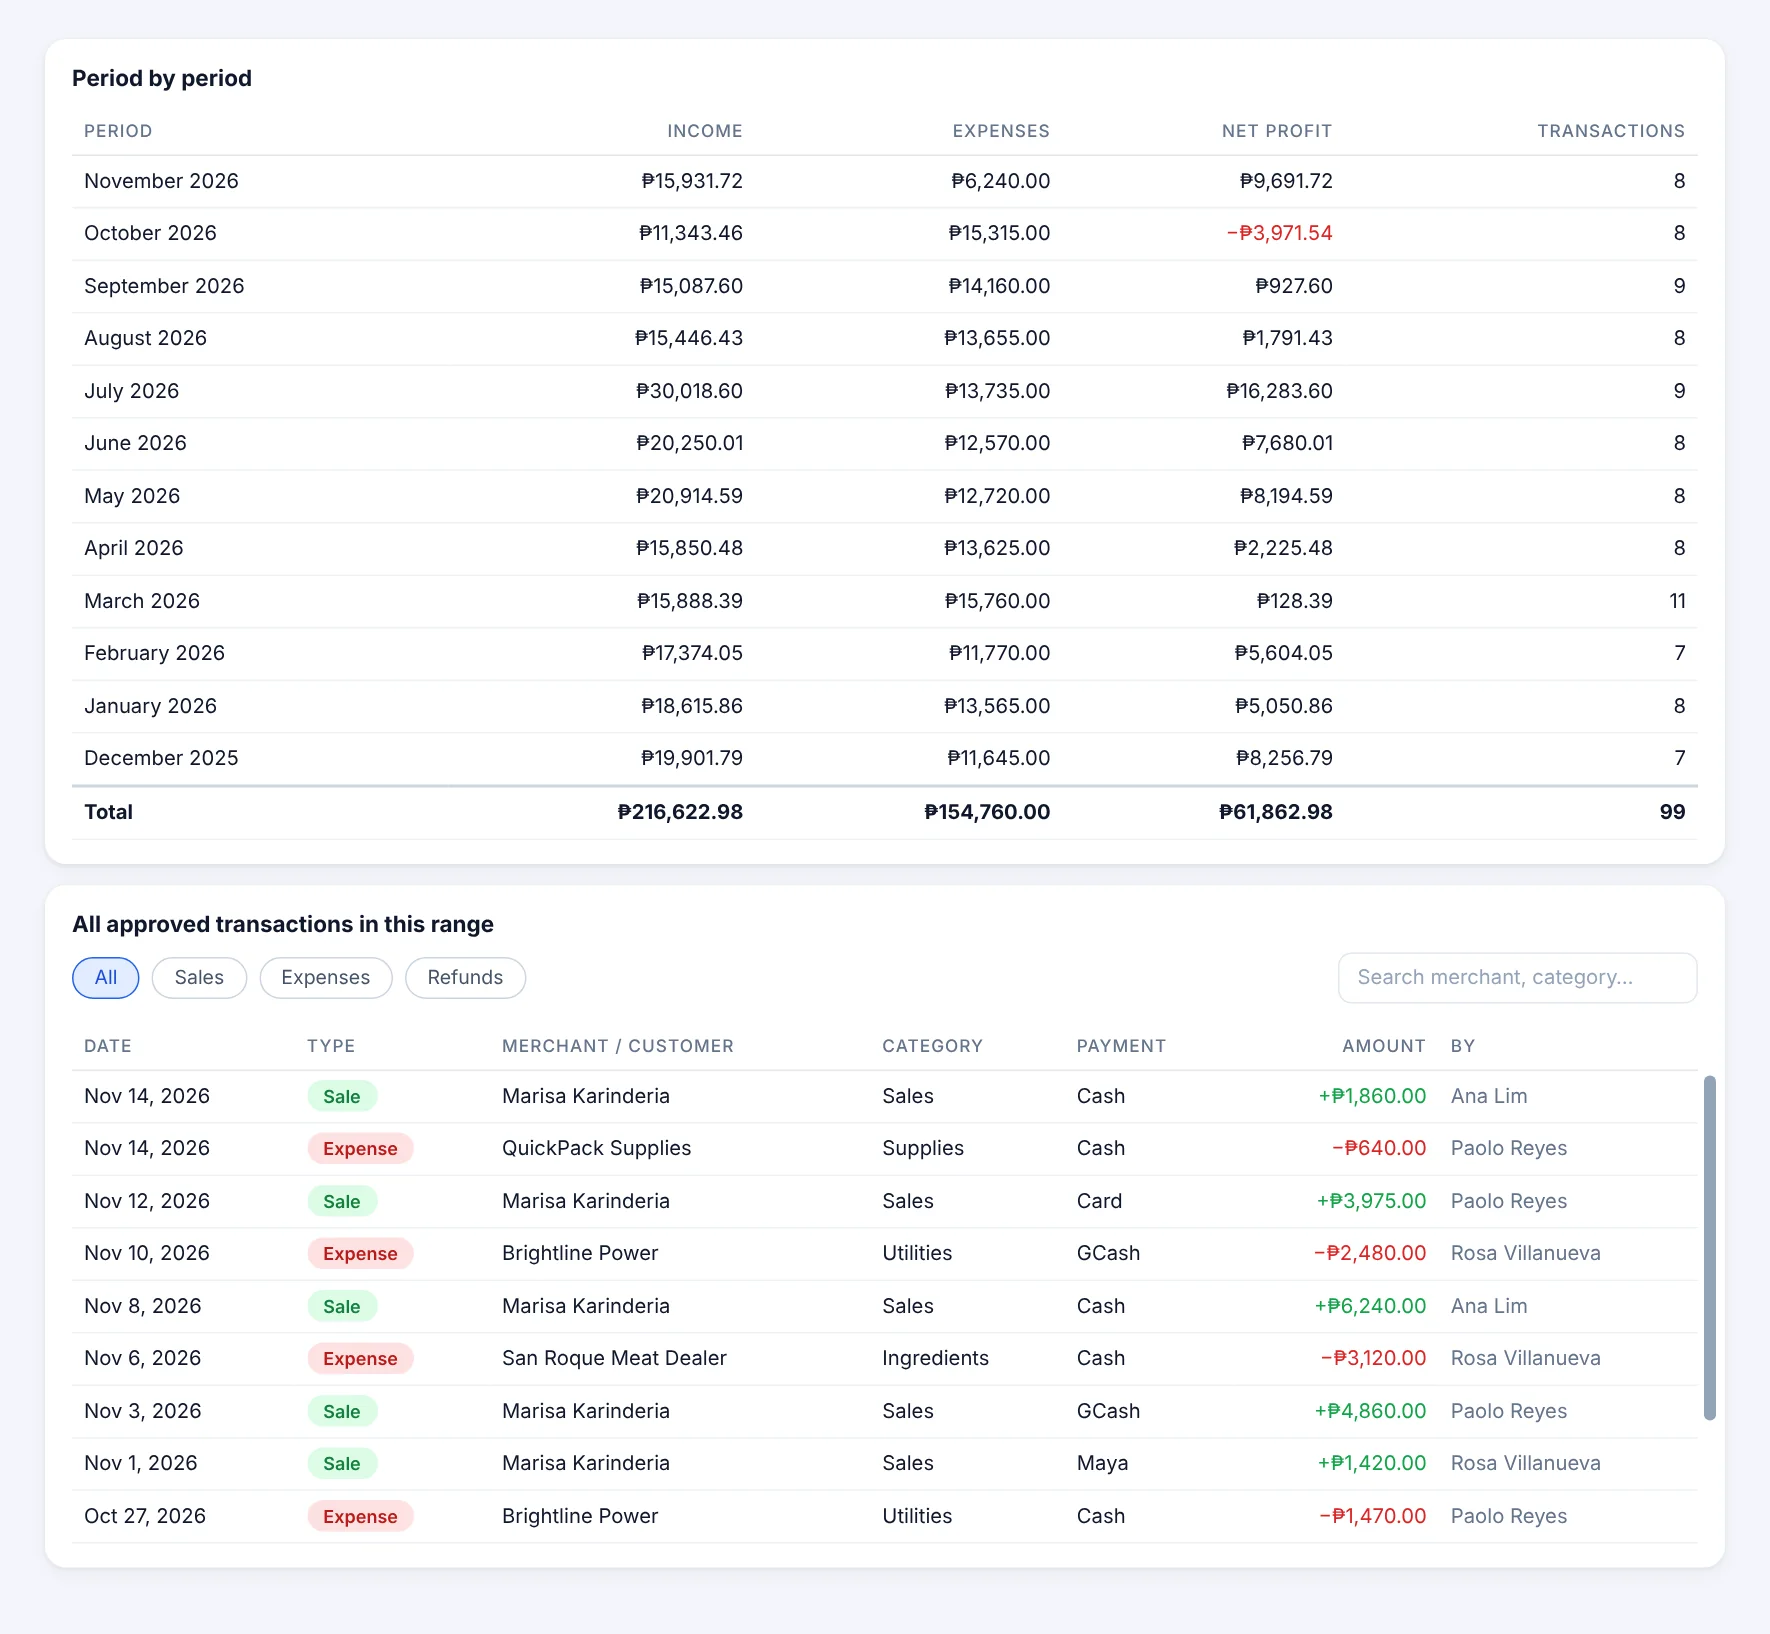 Period by period
PERIOD INCOME EXPENSES NET PROFIT TRANSACTIONS
November 2026 ₱15,931.72 ₱6,240.00 ₱9,691.72 8
October 2026 ₱11,343.46 ₱15,315.00 −₱3,971.54 8
September 2026 ₱15,087.60 ₱14,160.00 ₱927.60 9
August 2026 ₱15,446.43 ₱13,655.00 ₱1,791.43 8
July 2026 ₱30,018.60 ₱13,735.00 ₱16,283.60 9
June 2026 ₱20,250.01 ₱12,570.00 ₱7,680.01 8
May 2026 ₱20,914.59 ₱12,720.00 ₱8,194.59 8
April 2026 ₱15,850.48 ₱13,625.00 ₱2,225.48 8
March 2026 ₱15,888.39 ₱15,760.00 ₱128.39 11
February 2026 ₱17,374.05 ₱11,770.00 ₱5,604.05 7
January 2026 ₱18,615.86 ₱13,565.00 ₱5,050.86 8
December 2025 ₱19,901.79 ₱11,645.00 ₱8,256.79 7
Total ₱216,622.98 ₱154,760.00 ₱61,862.98 99
All approved transactions in this range
All Sales Expenses Refunds Search merchant, category...
DATE TYPE MERCHANT / CUSTOMER CATEGORY PAYMENT AMOUNT BY
Nov 14, 2026 Sale Marisa Karinderia Sales Cash +₱1,860.00 Ana Lim
Nov 14, 2026 Expense QuickPack Supplies Supplies Cash −₱640.00 Paolo Reyes
Nov 12, 2026 Sale Marisa Karinderia Sales Card +₱3,975.00 Paolo Reyes
Nov 10, 2026 Expense Brightline Power Utilities GCash −₱2,480.00 Rosa Villanueva
Nov 8, 2026 Sale Marisa Karinderia Sales Cash +₱6,240.00 Ana Lim
Nov 6, 2026 Expense San Roque Meat Dealer Ingredients Cash −₱3,120.00 Rosa Villanueva
Nov 3, 2026 Sale Marisa Karinderia Sales GCash +₱4,860.00 Paolo Reyes
Nov 1, 2026 Sale Marisa Karinderia Sales Maya +₱1,420.00 Rosa Villanueva
Oct 27, 2026 Expense Brightline Power Utilities Cash −₱1,470.00 Paolo Reyes